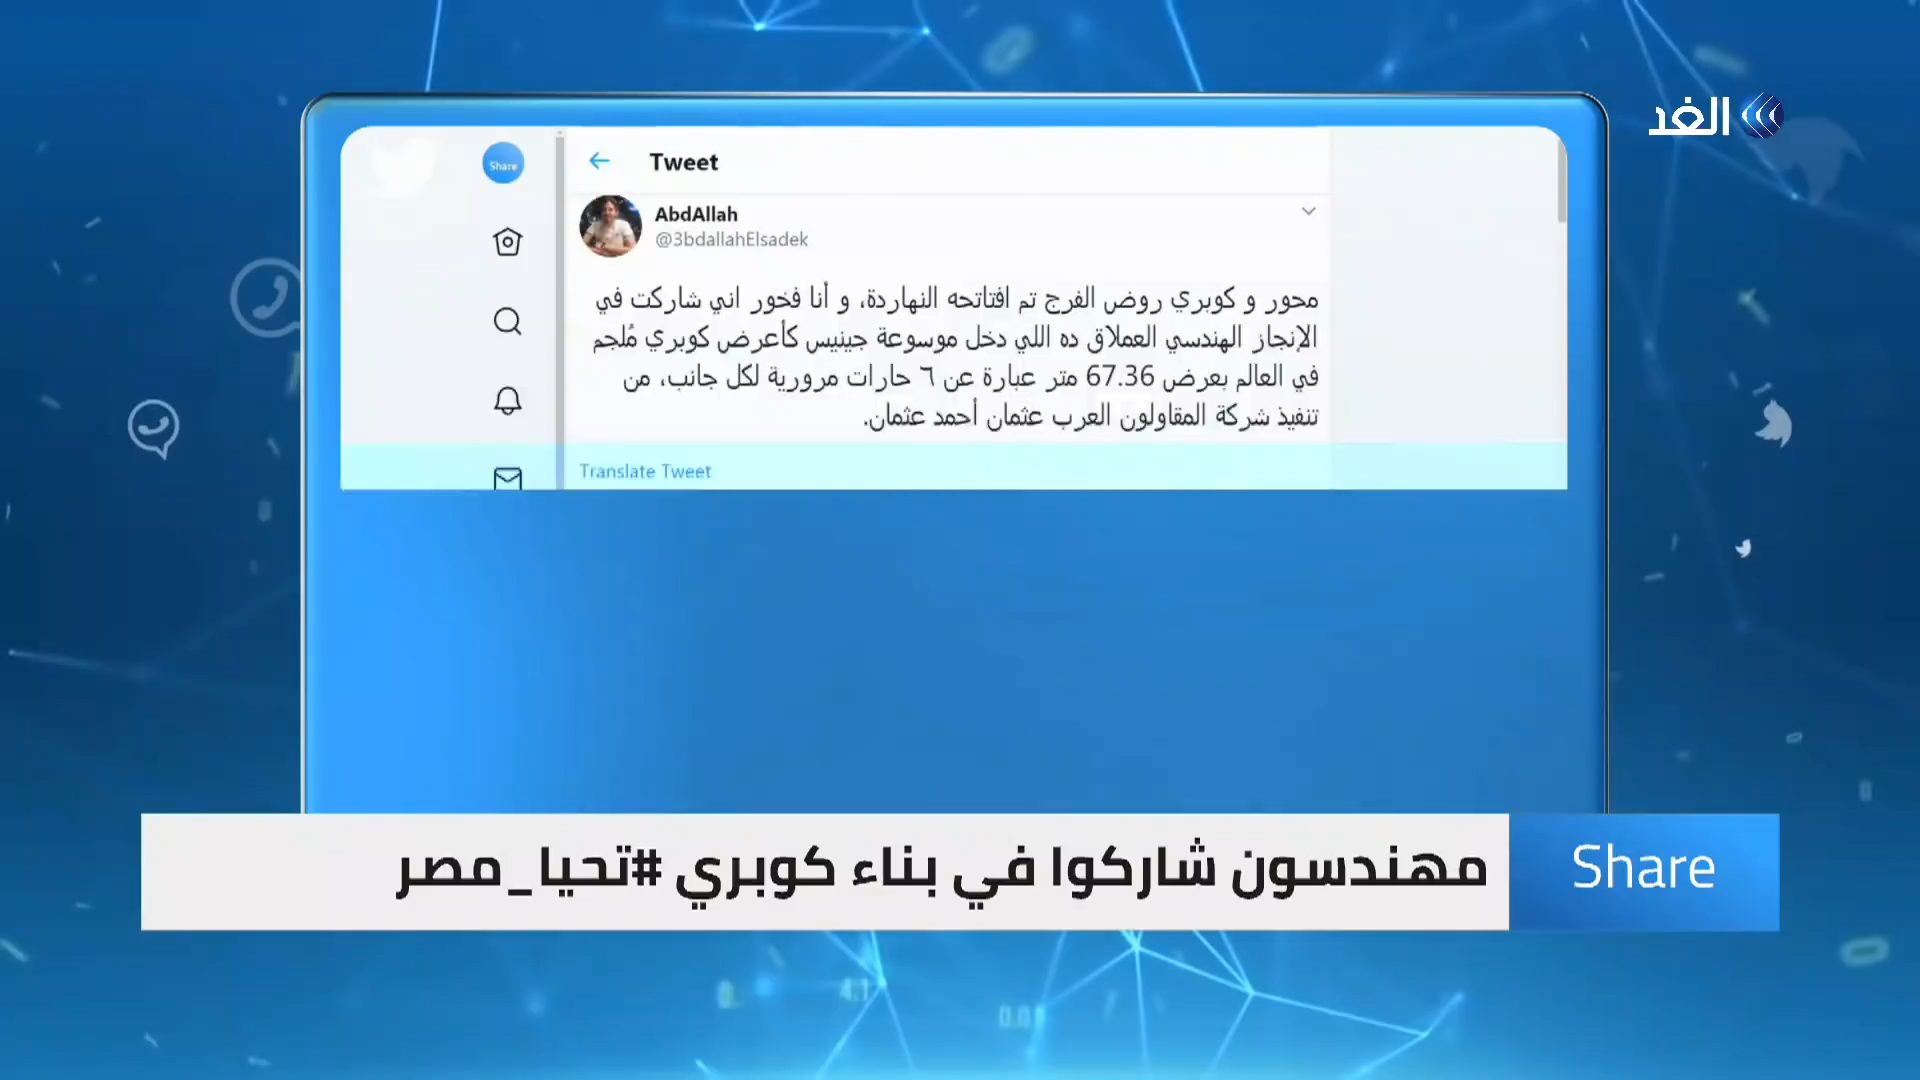 الغد
Share
Tweet
AbdAllah
@3bdallahElsadek
محور و كوبري روض الفرج تم افتاتحه النهاردة، و أنا فخور اني شاركت في
الإنجاز الهندسي العملاق ده اللي دخل موسوعة جينيس كأعرض كوبري مُلجم
في العالم بعرض 67.36 متر عبارة عن ٦ حارات مرورية لكل جانب، من
تنفيذ شركة المقاولون العرب عثمان أحمد عثمان.
Translate Tweet
مهندسون شاركوا في بناء كوبري #تحيا_مصر
Share